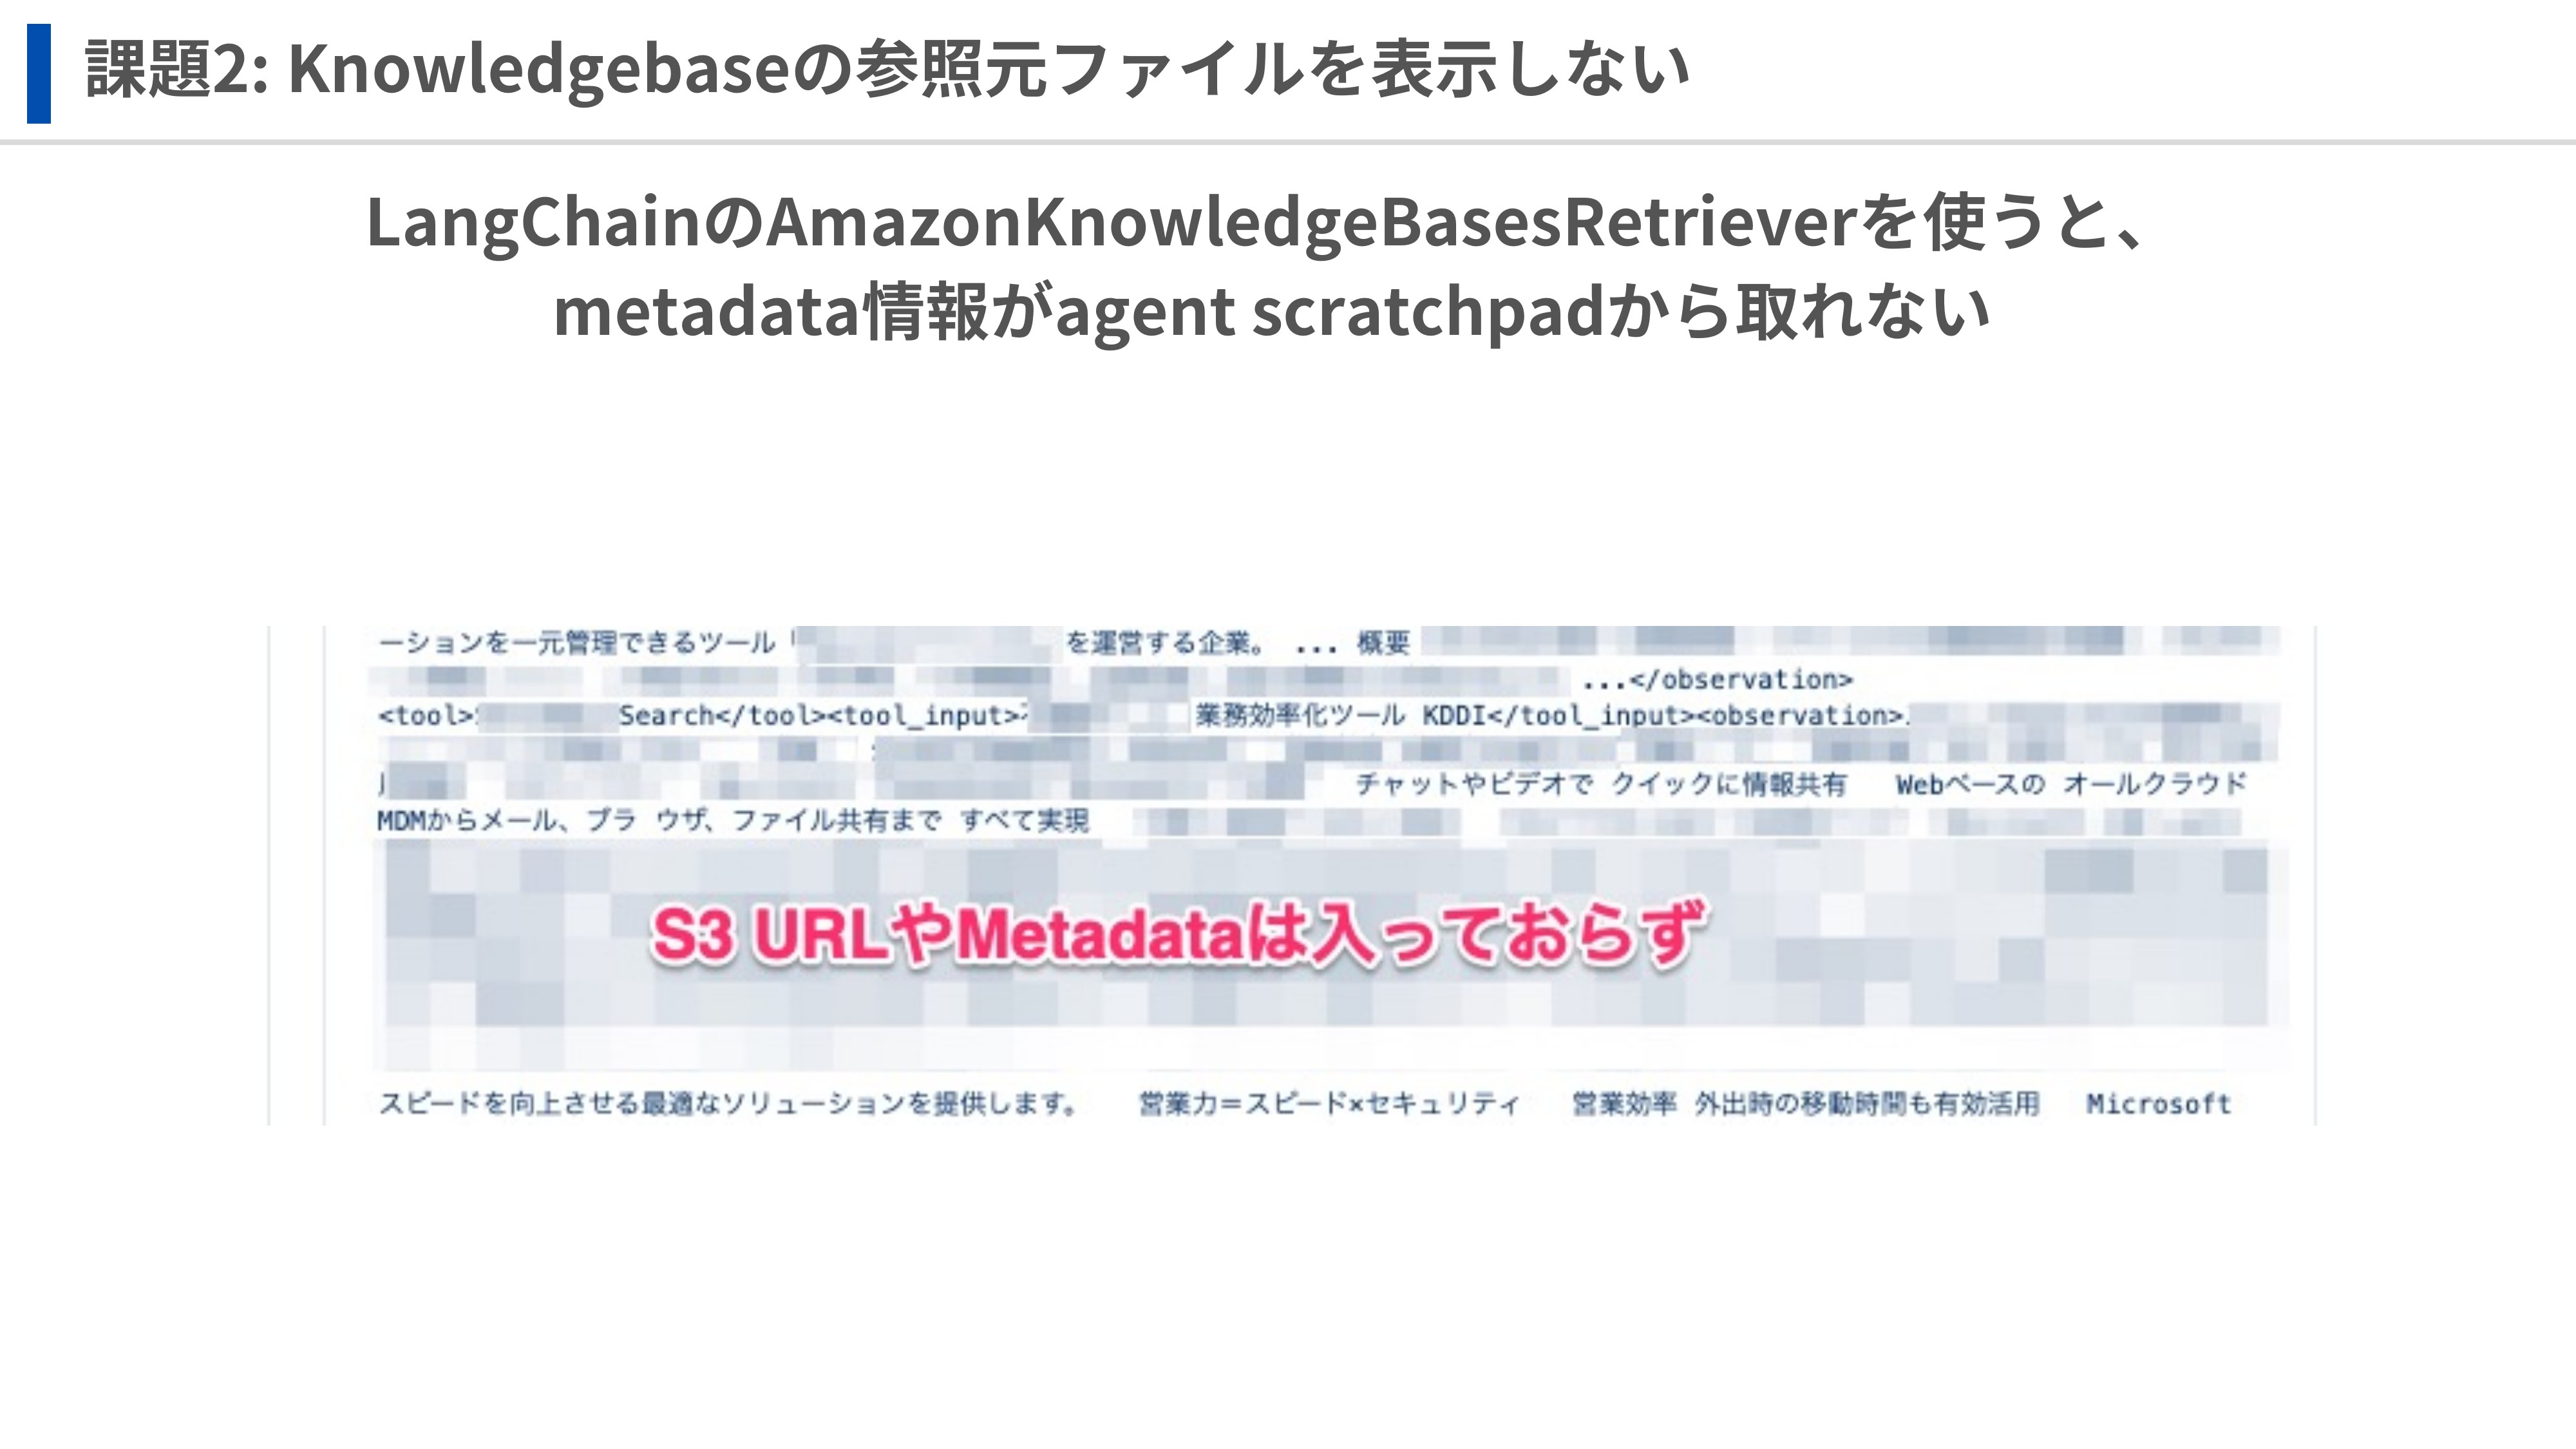 課題2: Knowledgebaseの参照元ファイルを表示しない
LangChainのAmazonKnowledgeBasesRetrieverを使うと、
metadata情報がagent scratchpadから取れない
ーションを一元管理できるツール「 を運営する企業。 ... 概要
...</observation>
<tool> Search</tool><tool_input> 業務効率化ツール KDDI</tool_input><observation>
チャットやビデオで クイックに情報共有 Webベースの オールクラウド
MDMからメール、ブラ ウザ、ファイル共有まで すべて実現
S3 URLやMetadataは入っておらず
スピードを向上させる最適なソリューションを提供します。 営業力＝スピード×セキュリティ 営業効率 外出時の移動時間も有効活用 Microsoft